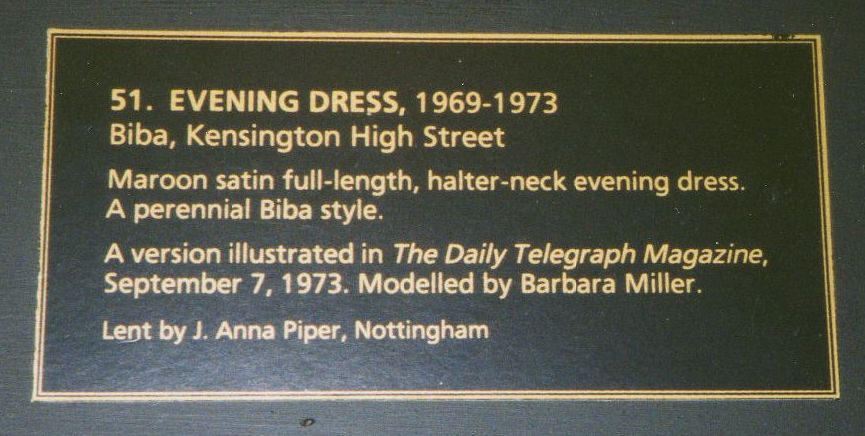 51. EVENING DRESS, 1969-1973
Biba, Kensington High Street
Maroon satin full-length, halter-neck evening dress.
A perennial Biba style.
A version illustrated in The Daily Telegraph Magazine,
September 7, 1973. Modelled by Barbara Miller.
Lent by J. Anna Piper, Nottingham